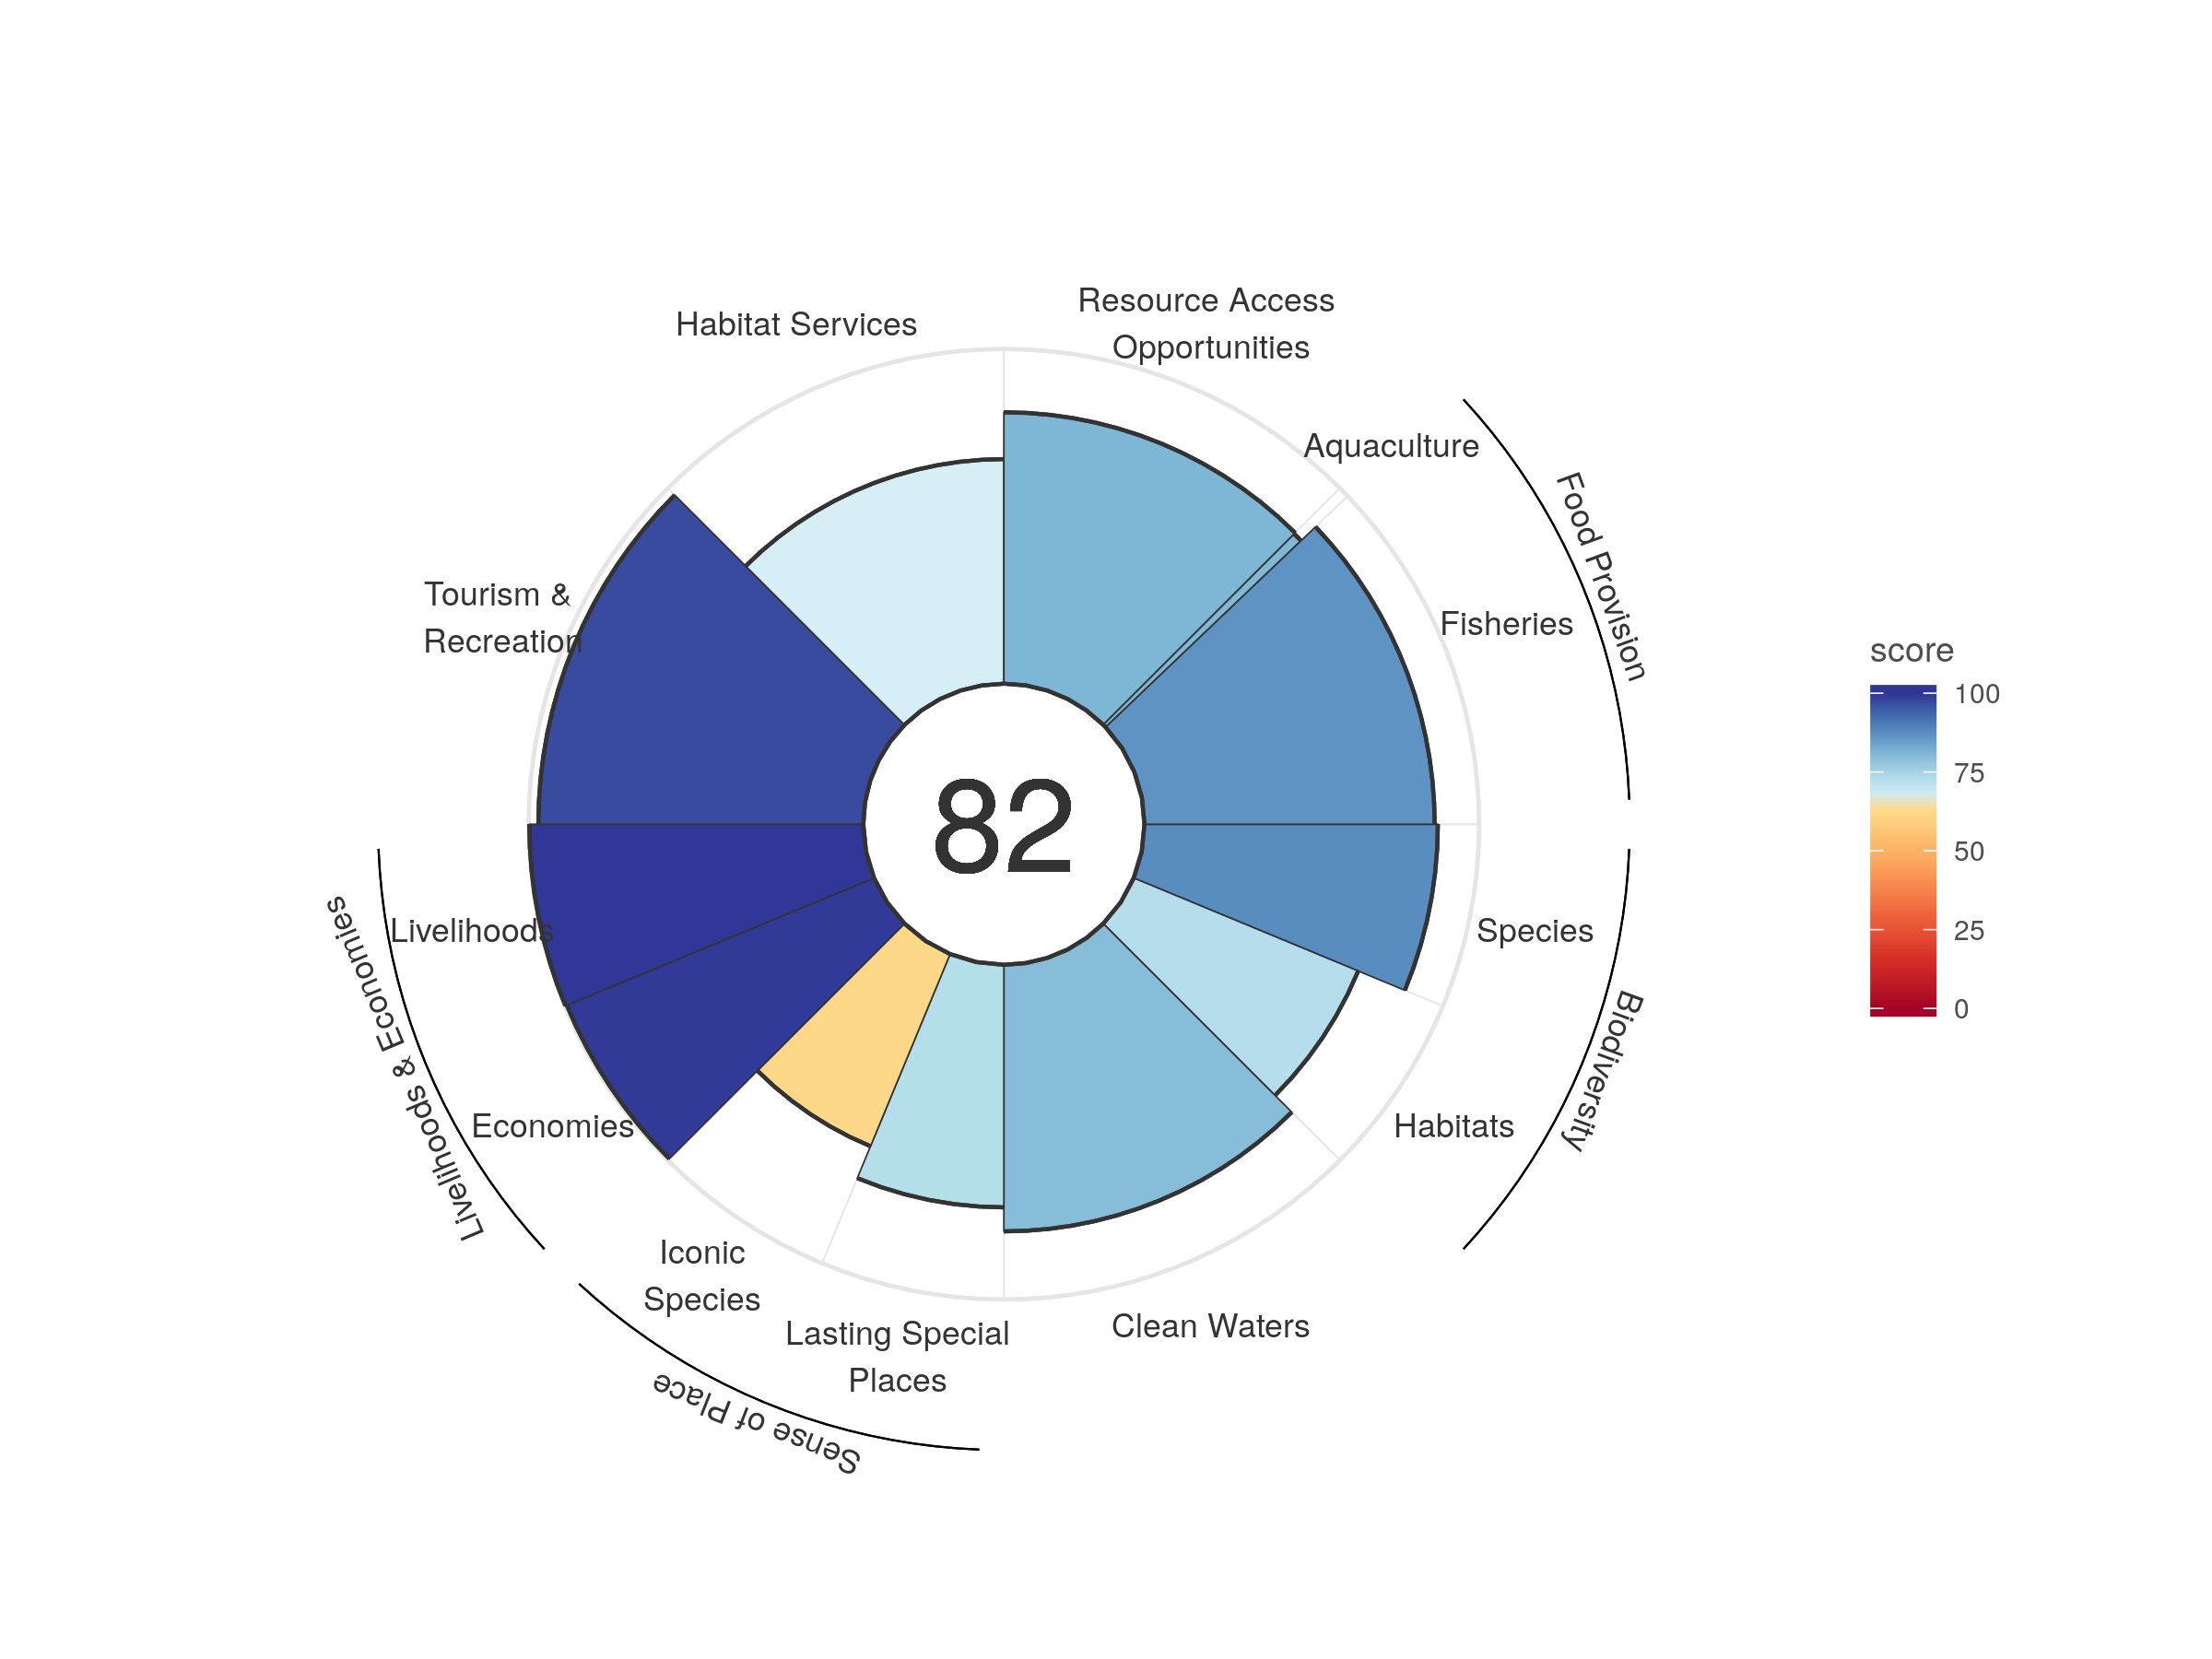 Resource Access
Opportunities
Habitat Services
Aquaculture
Food Provision
Tourism &
Recreation
Fisheries
score
100
75
50
25
0
82
Livelihoods
Species
Livelihoods & Economies
Biodiversity
Economies
Habitats
Iconic
Species
Lasting Special
Places
Clean Waters
Sense of Place